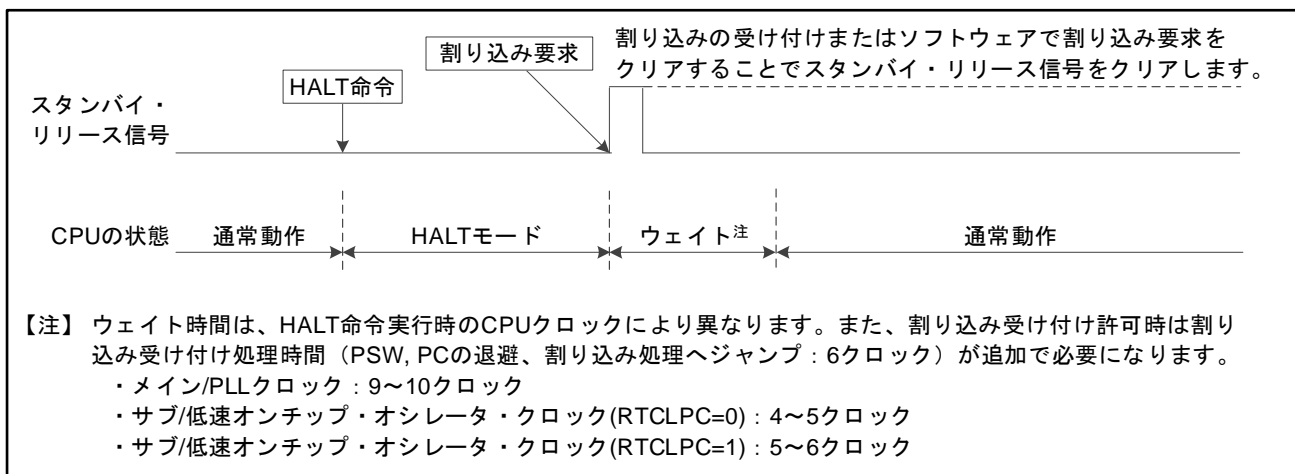 割り込みの受け付けまたはソフトウェアで割り込み要求を
クリアすることでスタンバイ・リリース信号をクリアします。
割り込み要求
HALT命令
スタンバイ・
リリース信号
CPUの状態
通常動作
HALTモード
ウェイト注
通常動作
【注】 ウェイト時間は、HALT命令実行時のCPUクロックにより異なります。また、割り込み受け付け許可時は割り
込み受け付け処理時間（PSW, PCの退避、割り込み処理へジャンプ：6クロック）が追加で必要になります。
・メイン/PLLクロック：9～10クロック
・サブ/低速オンチップ・オシレータ・クロック(RTCLPC=0)：4～5クロック
・サブ/低速オンチップ・オシレータ・クロック(RTCLPC=1)：5～6クロック